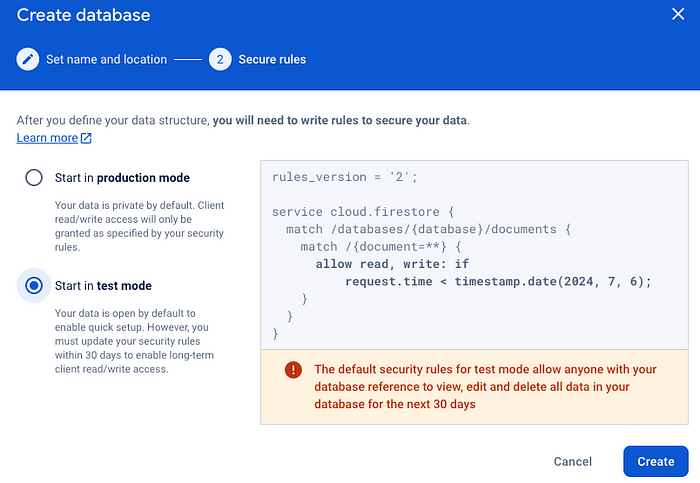 Create database
Set name and location
2
Secure rules
After you define your data structure, you will need to write rules to secure your data.
Learn more
Start in production mode
Your data is private by default. Client
read/write access will only be
granted as specified by your security
rules.
Start in test mode
Your data is open by default to
enable quick setup. However, you
must update your security rules
within 30 days to enable long-term
client read/write access.
rules_version = '2';
service cloud.firestore {
match /databases/{database}/documents {
match /{document=**} {
allow read, write: if
request.time < timestamp.date(2024, 7, 6);
}
}
}
The default security rules for test mode allow anyone with your
database reference to view, edit and delete all data in your
database for the next 30 days
Cancel
Create